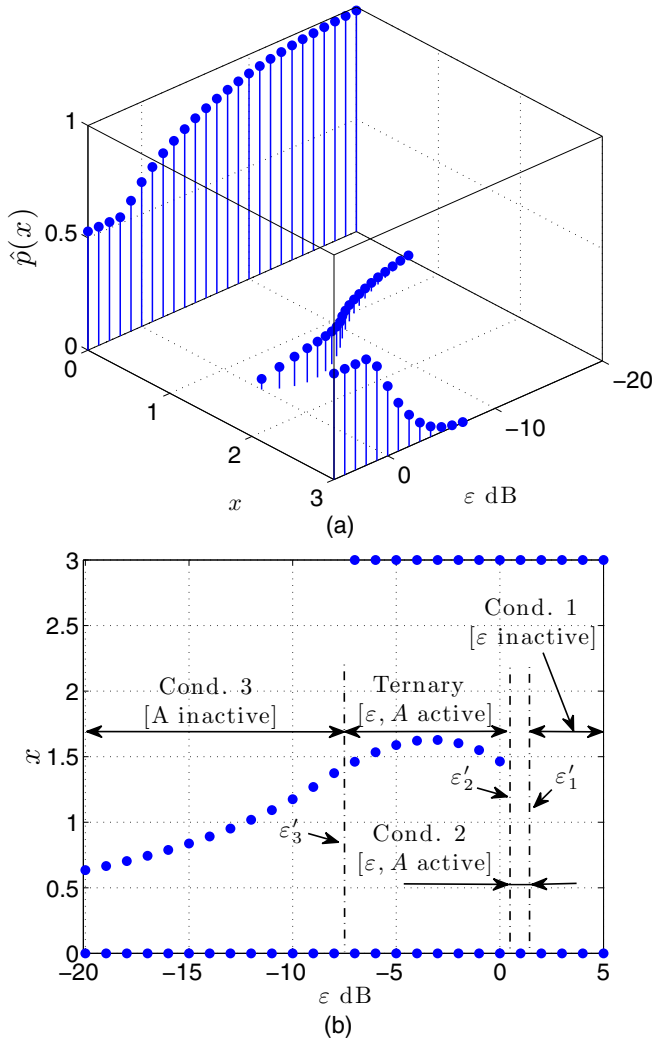 1
0.5
0
p̂(x)
0
1
2
3
x
0
−10
−20
ε dB
(a)
3
2.5
2
1.5
1
0.5
0
x
Cond. 1
[ε inactive]
Cond. 3
[A inactive]
Ternary
[ε, A active]
ε′₂
ε′₁
ε′₃
Cond. 2
[ε, A active]
−20
−15
−10
−5
0
5
ε dB
(b)